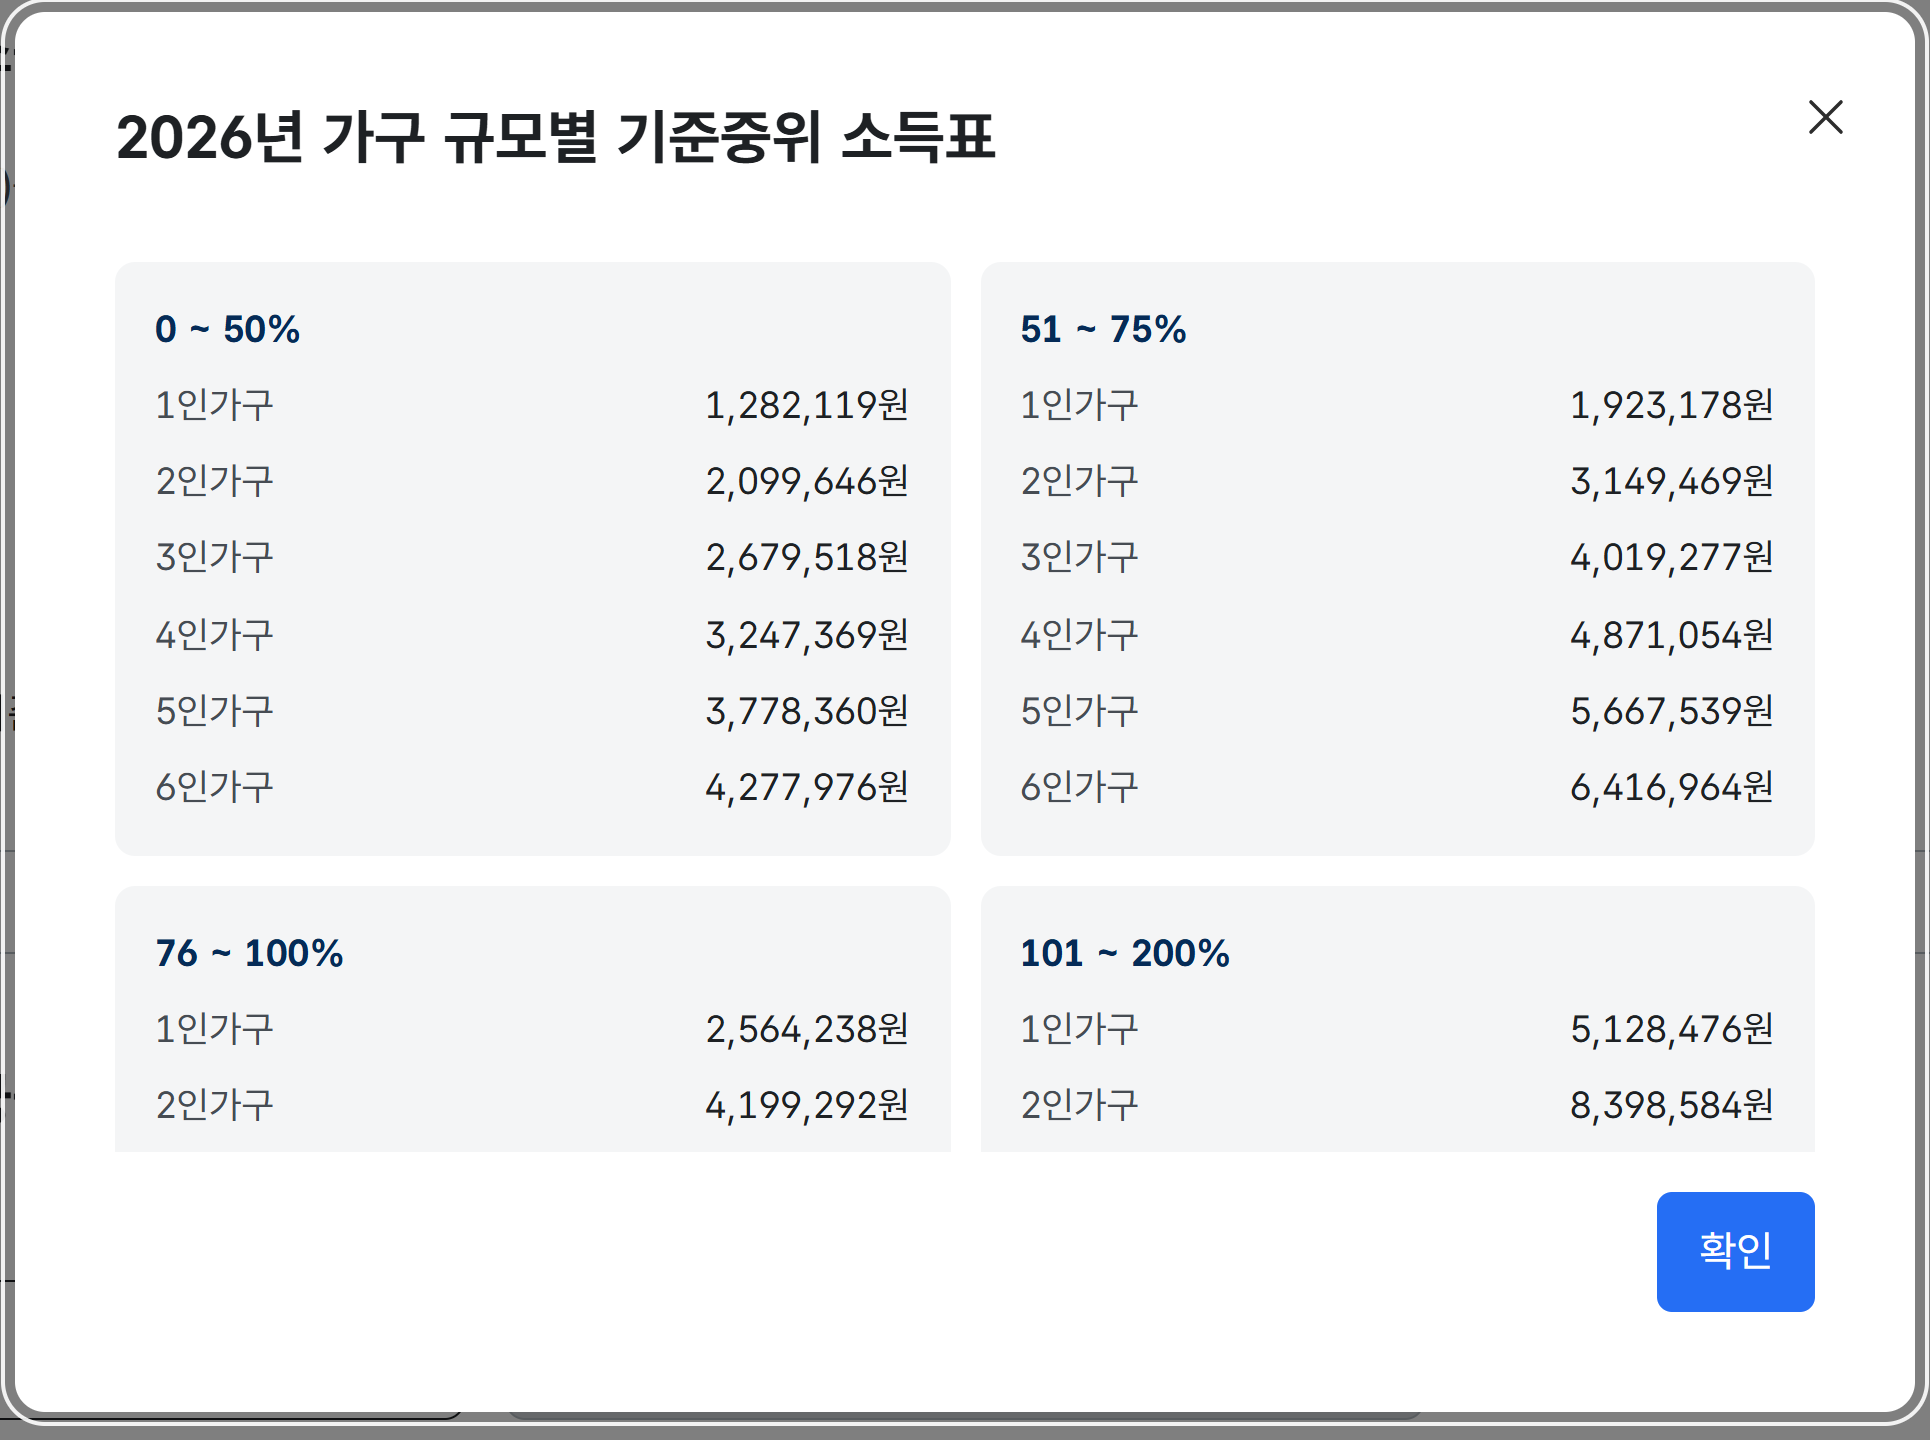 2026년 가구 규모별 기준중위 소득표
0 ~ 50%
1인가구 1,282,119원
2인가구 2,099,646원
3인가구 2,679,518원
4인가구 3,247,369원
5인가구 3,778,360원
6인가구 4,277,976원
51 ~ 75%
1인가구 1,923,178원
2인가구 3,149,469원
3인가구 4,019,277원
4인가구 4,871,054원
5인가구 5,667,539원
6인가구 6,416,964원
76 ~ 100%
1인가구 2,564,238원
2인가구 4,199,292원
101 ~ 200%
1인가구 5,128,476원
2인가구 8,398,584원
확인